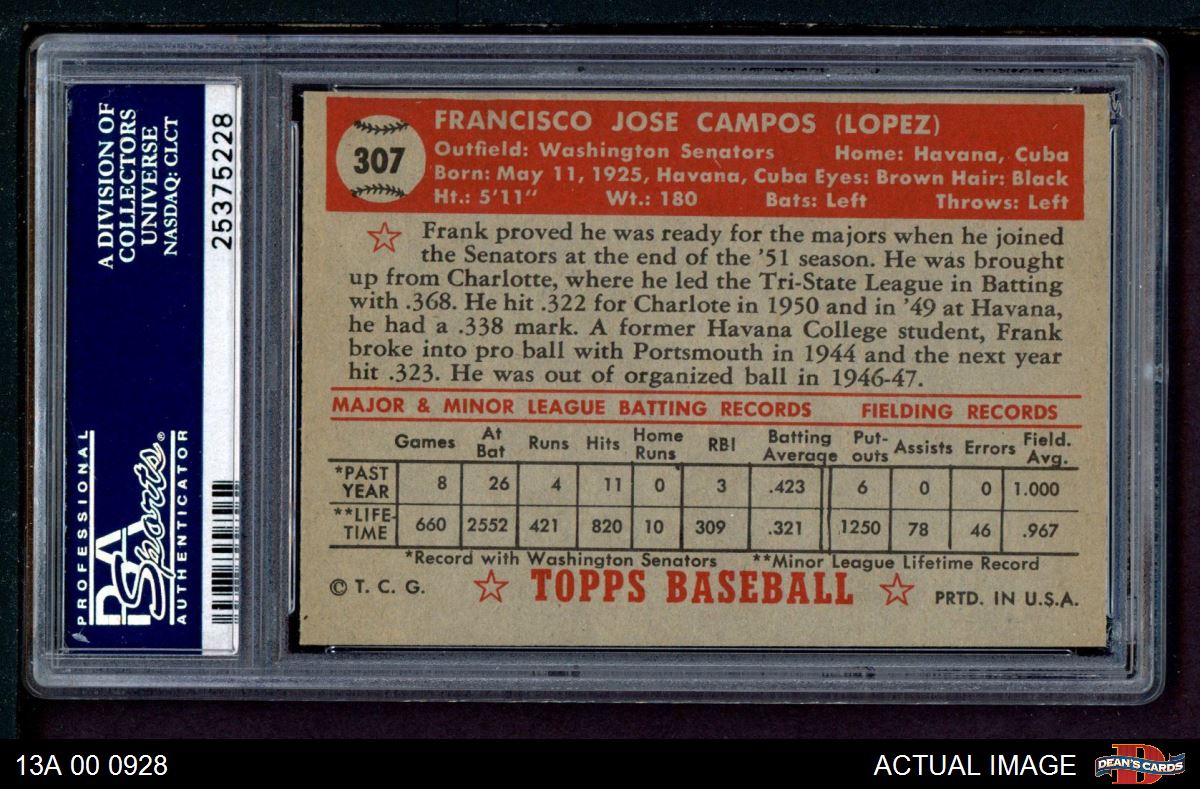 A DIVISION OF
COLLECTORS
UNIVERSE
NASDAQ: CLCT
25375228
PROFESSIONAL
PSA
Sports®
AUTHENTICATOR
307
FRANCISCO JOSE CAMPOS (LOPEZ)
Outfield: Washington Senators Home: Havana, Cuba
Born: May 11, 1925, Havana, Cuba Eyes: Brown Hair: Black
Ht.: 5'11" Wt.: 180 Bats: Left Throws: Left
Frank proved he was ready for the majors when he joined
the Senators at the end of the '51 season. He was brought
up from Charlotte, where he led the Tri-State League in Batting
with .368. He hit .322 for Charlote in 1950 and in '49 at Havana,
he had a .338 mark. A former Havana College student, Frank
broke into pro ball with Portsmouth in 1944 and the next year
hit .323. He was out of organized ball in 1946-47.
MAJOR & MINOR LEAGUE BATTING RECORDS FIELDING RECORDS
Games At Bat Runs Hits Home Runs RBI Batting Average Put-outs Assists Errors Field. Avg.
*PAST YEAR 8 26 4 11 0 3 .423 6 0 0 1.000
**LIFE-TIME 660 2552 421 820 10 309 .321 1250 78 46 .967
*Record with Washington Senators **Minor League Lifetime Record
© T. C. G. TOPPS BASEBALL PRTD. IN U.S.A.
13A 00 0928
ACTUAL IMAGE
DEAN'S CARDS